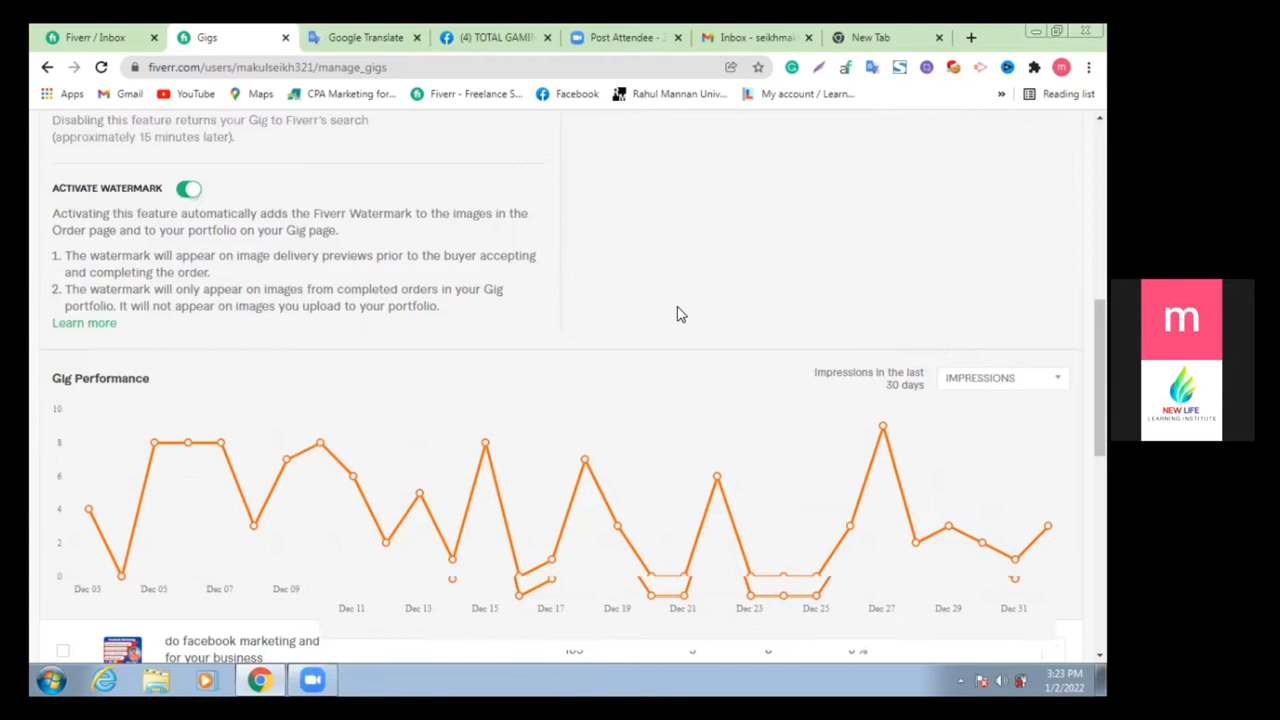 Fiverr / Inbox
Gigs
Google Translate
(4) TOTAL GAMIN
Post Attendee - 2
Inbox - seikhmak
New Tab
fiverr.com/users/makulseikh321/manage_gigs
m
Apps
Gmail
YouTube
Maps
CPA Marketing for...
Fiverr - Freelance S...
Facebook
Rahul Mannan Univ...
My account / Learn...
»
Reading list
Disabling this feature returns your Gig to Fiverr's search
(approximately 15 minutes later).
ACTIVATE WATERMARK
Activating this feature automatically adds the Fiverr Watermark to the images in the
Order page and to your portfolio on your Gig page.
1. The watermark will appear on image delivery previews prior to the buyer accepting
and completing the order.
2. The watermark will only appear on images from completed orders in your Gig
portfolio. It will not appear on images you upload to your portfolio.
Learn more
m
NEW LIFE
LEARNING INSTITUTE
Gig Performance
Impressions in the last
30 days
IMPRESSIONS
10
8
6
4
2
0
Dec 03
Dec 05
Dec 07
Dec 09
Dec 11
Dec 13
Dec 15
Dec 17
Dec 19
Dec 21
Dec 23
Dec 25
Dec 27
Dec 29
Dec 31
do facebook marketing and
for your business
3:23 PM
1/2/2022